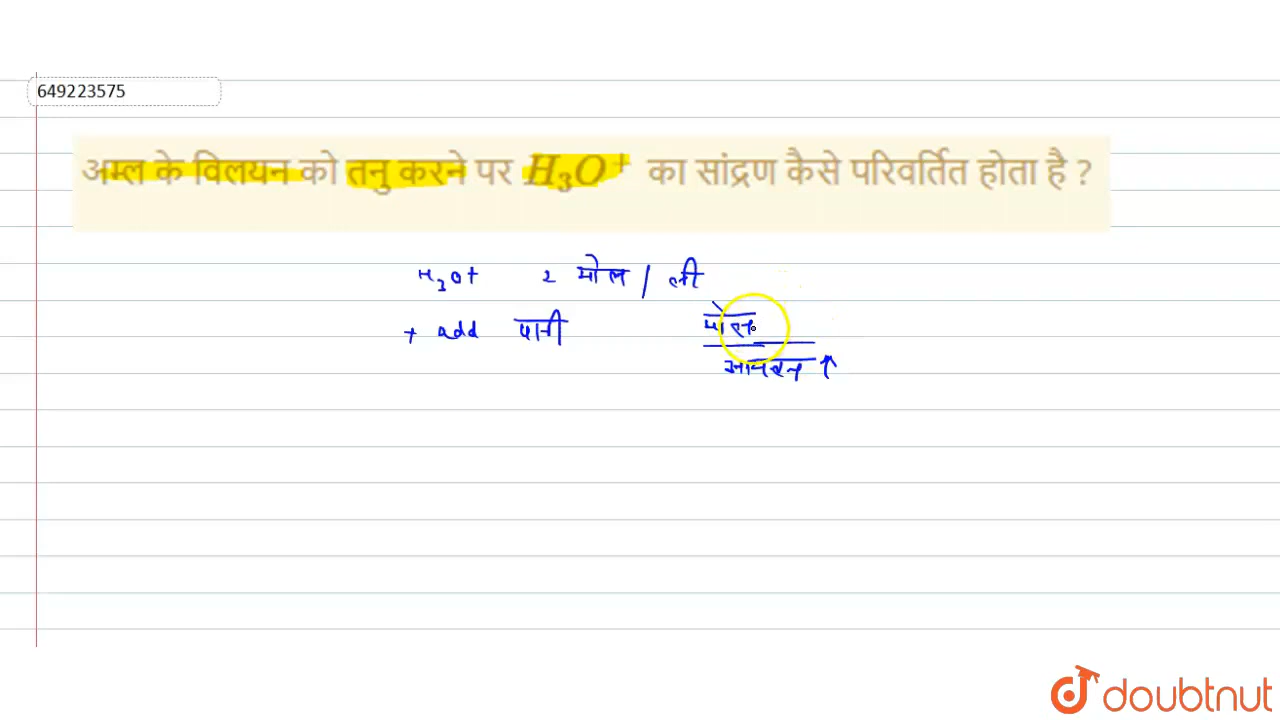 649223575
अम्ल के विलयन को तनु करने पर H₃O⁺ का सांद्रण कैसे परिवर्तित होता है ?
H₃O⁺ 2 मोल / ली
+ add पानी
मोल
आयतन ↑
doubtnut